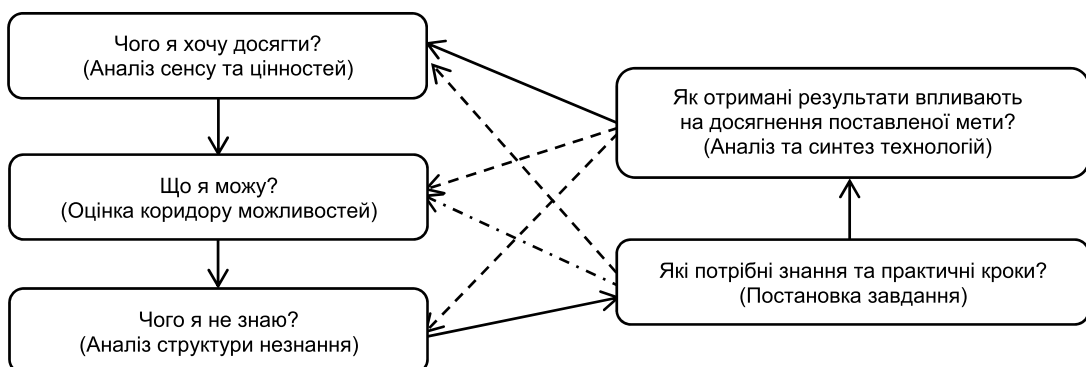 Чого я хочу досягти?
(Аналіз сенсу та цінностей)
Що я можу?
(Оцінка коридору можливостей)
Чого я не знаю?
(Аналіз структури незнання)
Як отримані результати впливають
на досягнення поставленої мети?
(Аналіз та синтез технологій)
Які потрібні знання та практичні кроки?
(Постановка завдання)